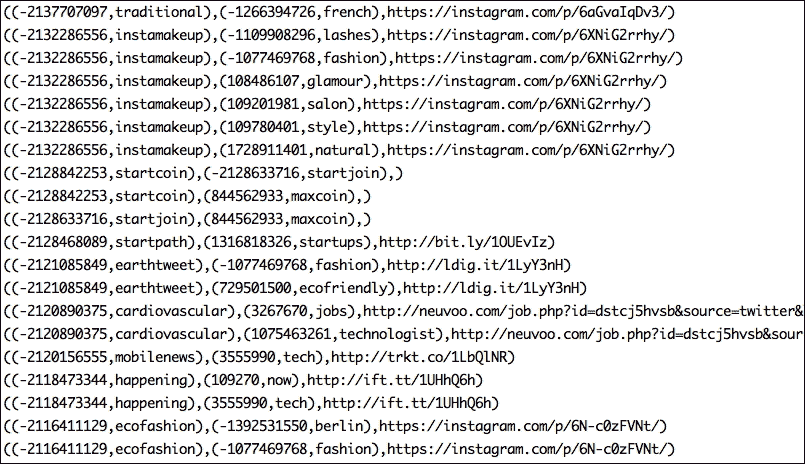 ((-2137707097,traditional),(-1266394726,french),https://instagram.com/p/6aGvaIqDv3/)
((-2132286556,instamakeup),(-1109908296,lashes),https://instagram.com/p/6XNiG2rrhy/)
((-2132286556,instamakeup),(-1077469768,fashion),https://instagram.com/p/6XNiG2rrhy/)
((-2132286556,instamakeup),(108486107,glamour),https://instagram.com/p/6XNiG2rrhy/)
((-2132286556,instamakeup),(109201981,salon),https://instagram.com/p/6XNiG2rrhy/)
((-2132286556,instamakeup),(109780401,style),https://instagram.com/p/6XNiG2rrhy/)
((-2132286556,instamakeup),(1728911401,natural),https://instagram.com/p/6XNiG2rrhy/)
((-2128842253,startcoin),(-2128633716,startjoin),)
((-2128842253,startcoin),(844562933,maxcoin),)
((-2128633716,startjoin),(844562933,maxcoin),)
((-2128468089,startpath),(1316818326,startups),http://bit.ly/1OUEvIz)
((-2121085849,earthtweet),(-1077469768,fashion),http://ldig.it/1LyY3nH)
((-2121085849,earthtweet),(729501500,ecofriendly),http://ldig.it/1LyY3nH)
((-2120890375,cardiovascular),(3267670,jobs),http://neuvoo.com/job.php?id=dstcj5hvsb&source=twitter&
((-2120890375,cardiovascular),(1075463261,technologist),http://neuvoo.com/job.php?id=dstcj5hvsb&sour
((-2120156555,mobilenews),(3555990,tech),http://trkt.co/1LbQlNR)
((-2118473344,happening),(109270,now),http://ift.tt/1UHhQ6h)
((-2118473344,happening),(3555990,tech),http://ift.tt/1UHhQ6h)
((-2116411129,ecofashion),(-1392531550,berlin),https://instagram.com/p/6N-c0zFVNt/)
((-2116411129,ecofashion),(-1077469768,fashion),https://instagram.com/p/6N-c0zFVNt/)